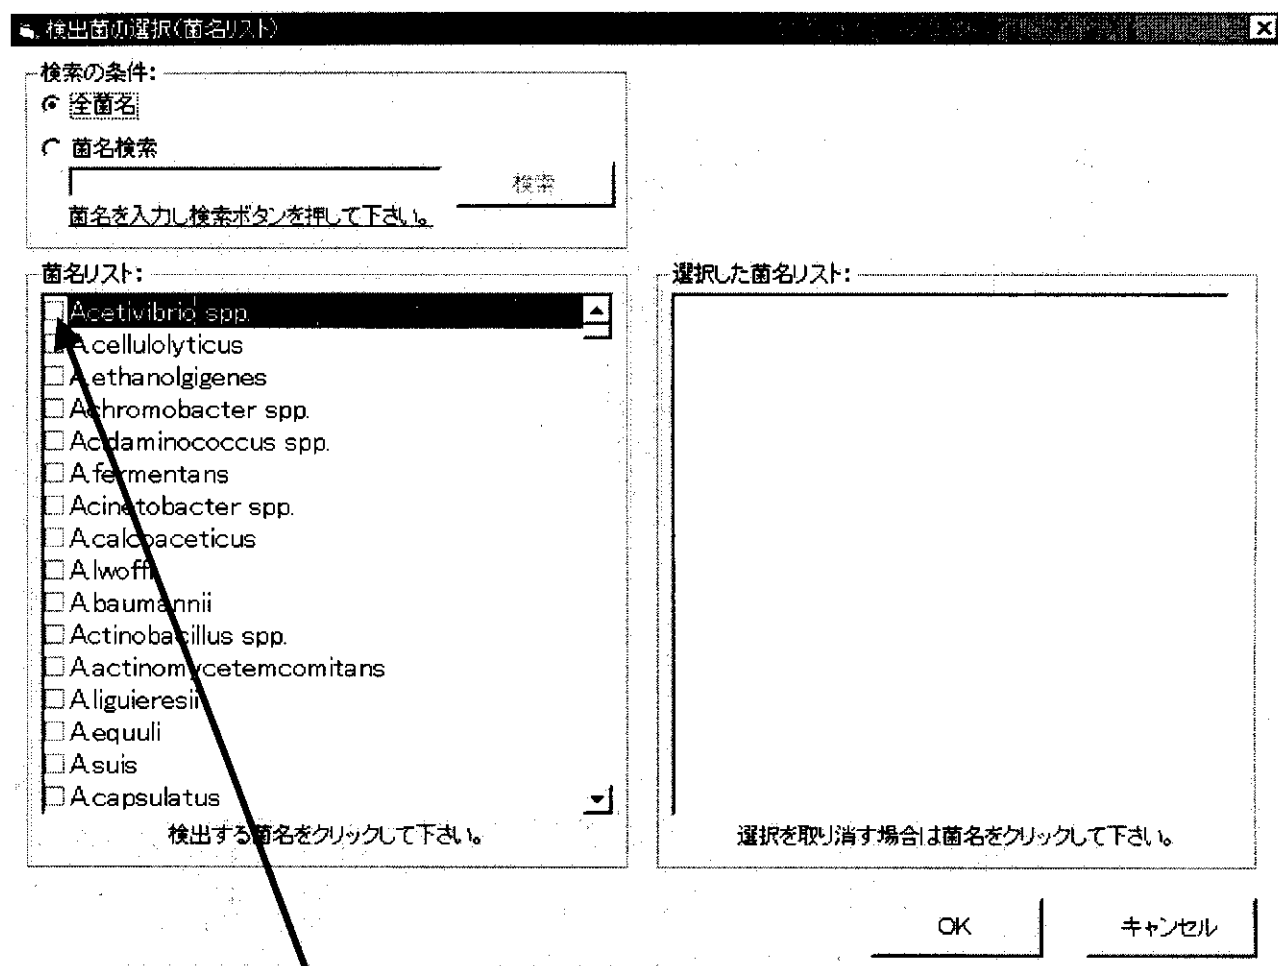 検出菌の選択(菌名リスト)
検索の条件:
全菌名
菌名検索
検索
菌名を入力し検索ボタンを押して下さい。
菌名リスト:
Acetivibrio spp.
A.cellulolyticus
A.ethanolgigenes
Achromobacter spp.
Acidaminococcus spp.
A.fermentans
Acinetobacter spp.
A.calcoaceticus
A.lwoffi
A.baumannii
Actinobacillus spp.
A.actinomycetemcomitans
A.liguieresii
A.equuli
A.suis
A.capsulatus
検出する菌名をクリックして下さい。
選択した菌名リスト:
選択を取り消す場合は菌名をクリックして下さい。
OK
キャンセル